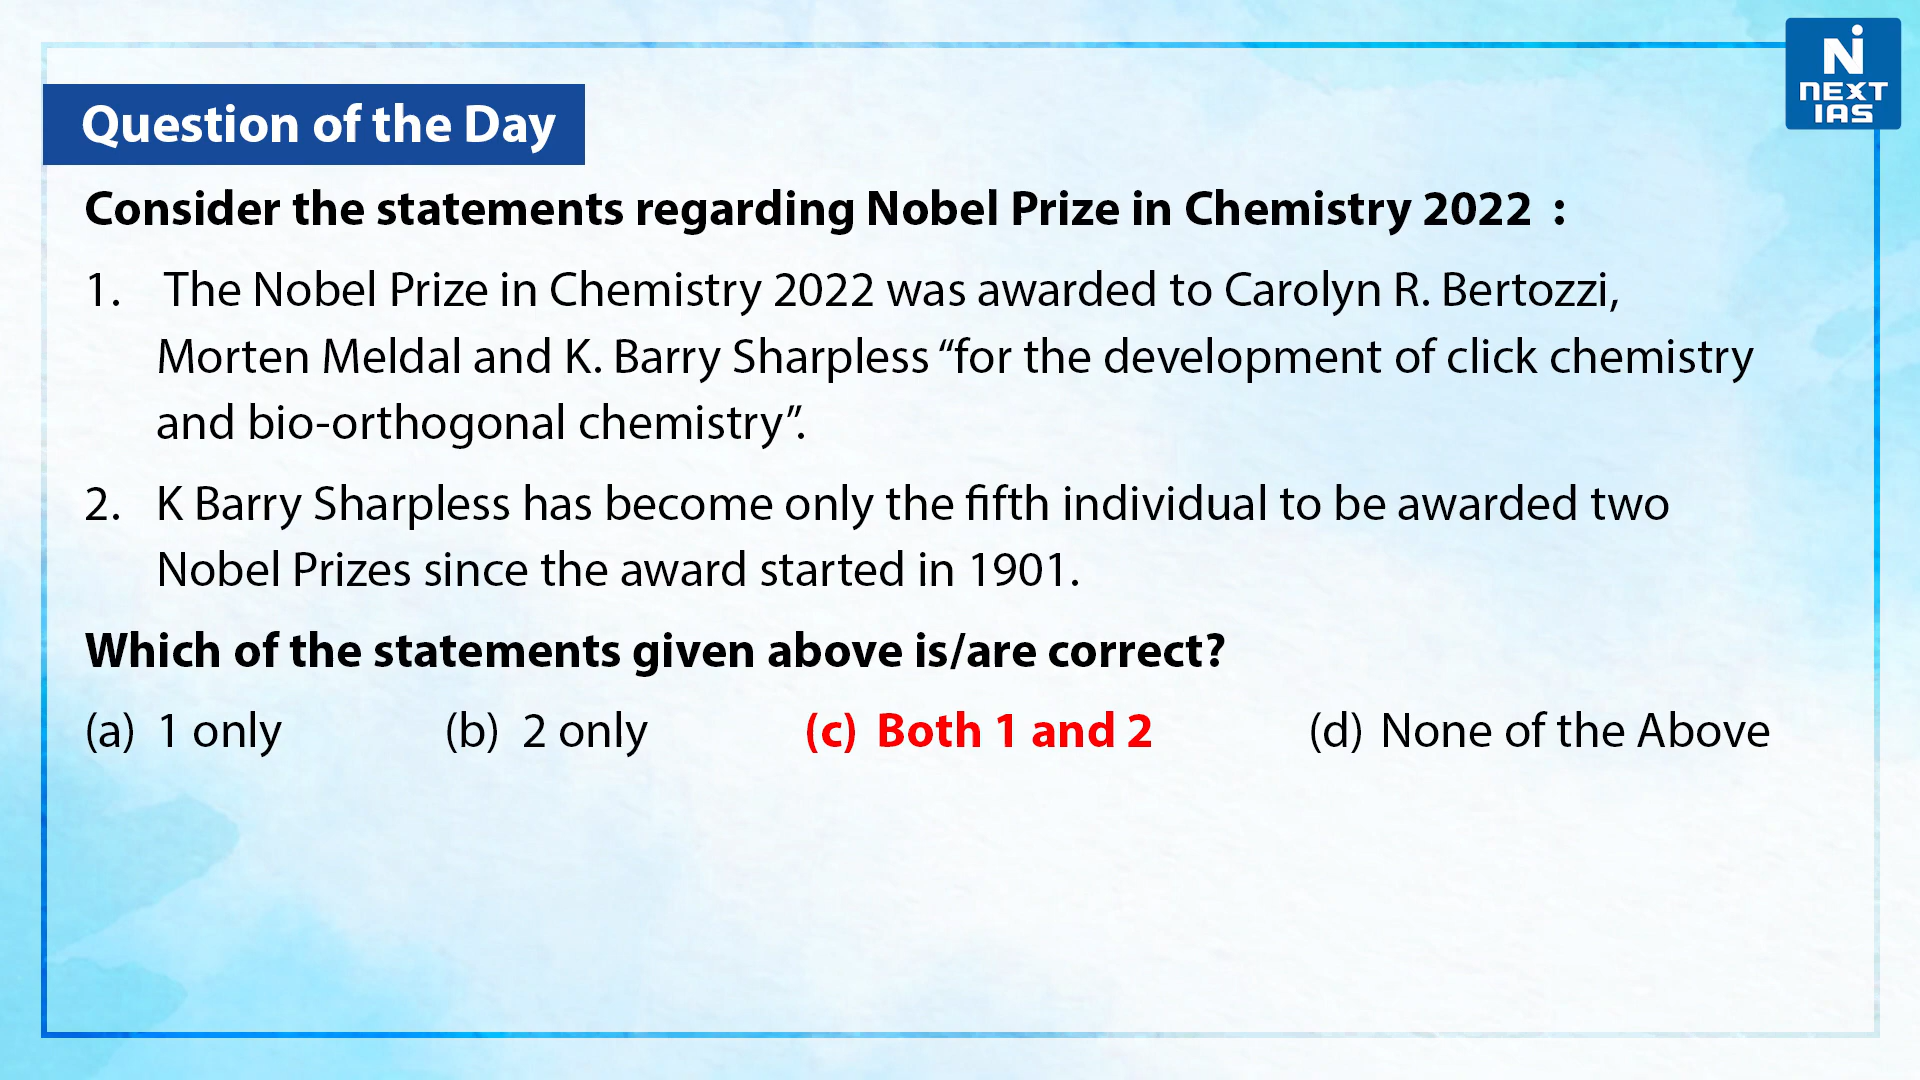 NEXT
IAS
Question of the Day
Consider the statements regarding Nobel Prize in Chemistry 2022 :
1. The Nobel Prize in Chemistry 2022 was awarded to Carolyn R. Bertozzi,
Morten Meldal and K. Barry Sharpless “for the development of click chemistry
and bio-orthogonal chemistry”.
2. K Barry Sharpless has become only the fifth individual to be awarded two
Nobel Prizes since the award started in 1901.
Which of the statements given above is/are correct?
(a) 1 only (b) 2 only (c) Both 1 and 2 (d) None of the Above